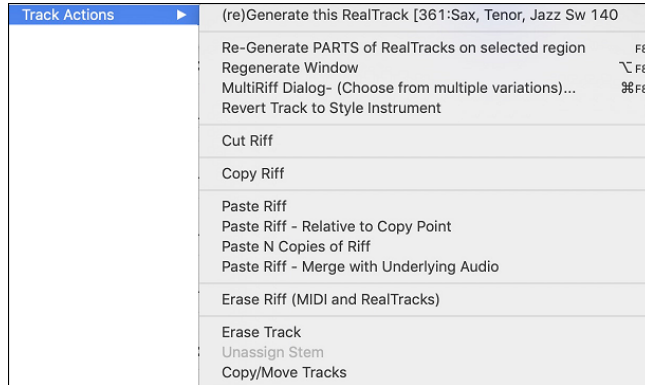 Track Actions ▶
(re)Generate this RealTrack [361:Sax, Tenor, Jazz Sw 140
Re-Generate PARTS of RealTracks on selected region
Regenerate Window
MultiRiff Dialog- (Choose from multiple variations)...
Revert Track to Style Instrument
Cut Riff
Copy Riff
Paste Riff
Paste Riff - Relative to Copy Point
Paste N Copies of Riff
Paste Riff - Merge with Underlying Audio
Erase Riff (MIDI and RealTracks)
Erase Track
Unassign Stem
Copy/Move Tracks